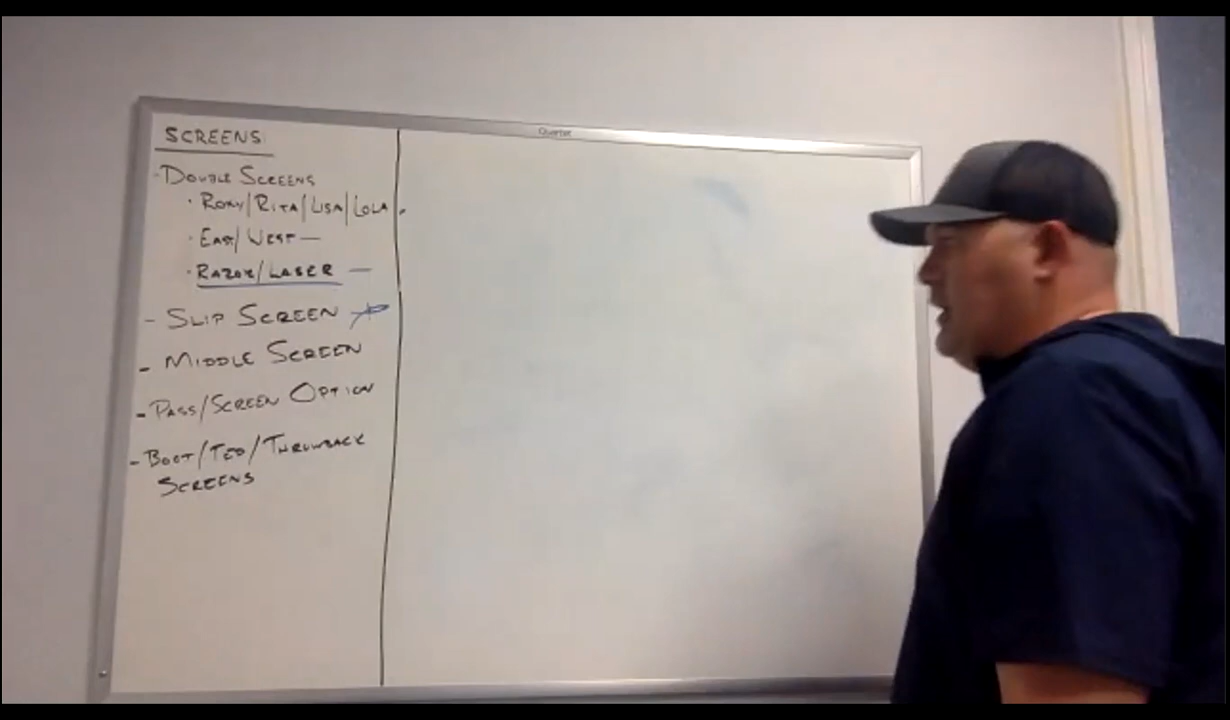 Quartet
SCREENS
- DOUBLE SCREENS
· ROXY/RITA/LISA/LOLA
· EAST/WEST —
· RAZOR/LASER —
- SLIP SCREEN
- MIDDLE SCREEN
- PASS/SCREEN OPTION
- BOOT/TED/THROWBACK
SCREENS